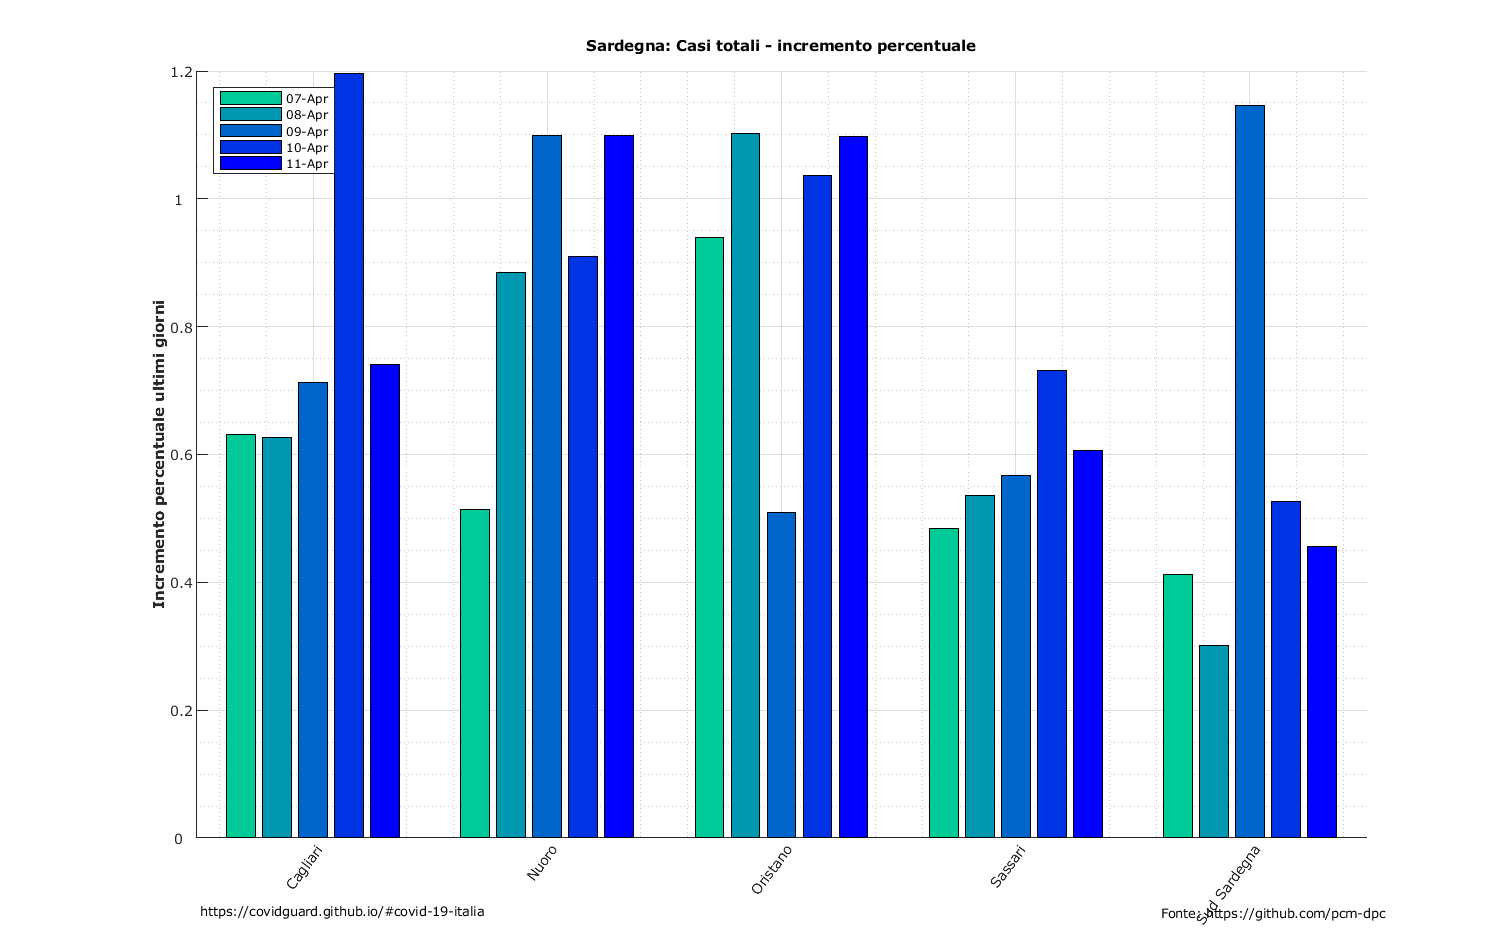 Sardegna: Casi totali - incremento percentuale
Incremento percentuale ultimi giorni
1.2
1
0.8
0.6
0.4
0.2
0
07-Apr
08-Apr
09-Apr
10-Apr
11-Apr
Cagliari
Nuoro
Oristano
Sassari
Sud Sardegna
https://covidguard.github.io/#covid-19-italia
Fonte: https://github.com/pcm-dpc